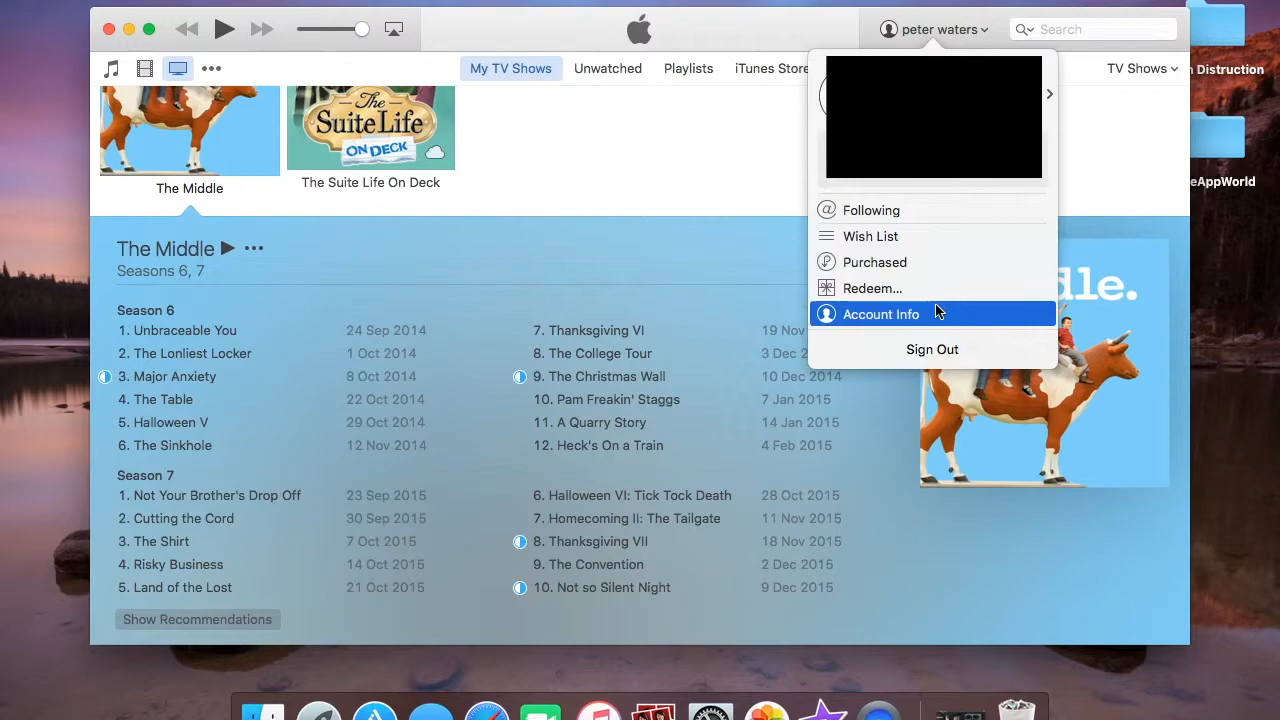 peter waters
Search
My TV Shows
Unwatched
Playlists
iTunes Store
TV Shows
Distruction
eAppWorld
The Suite Life
ON DECK
The Middle
The Suite Life On Deck
Following
Wish List
Purchased
Redeem...
Account Info
Sign Out
The Middle
Seasons 6, 7
dle.
Season 6
1. Unbraceable You 24 Sep 2014
2. The Lonliest Locker 1 Oct 2014
3. Major Anxiety 8 Oct 2014
4. The Table 22 Oct 2014
5. Halloween V 29 Oct 2014
6. The Sinkhole 12 Nov 2014
7. Thanksgiving VI 19 Nov
8. The College Tour 3 Dec 2
9. The Christmas Wall 10 Dec 2014
10. Pam Freakin' Staggs 7 Jan 2015
11. A Quarry Story 14 Jan 2015
12. Heck's On a Train 4 Feb 2015
Season 7
1. Not Your Brother's Drop Off 23 Sep 2015
2. Cutting the Cord 30 Sep 2015
3. The Shirt 7 Oct 2015
4. Risky Business 14 Oct 2015
5. Land of the Lost 21 Oct 2015
6. Halloween VI: Tick Tock Death 28 Oct 2015
7. Homecoming II: The Tailgate 11 Nov 2015
8. Thanksgiving VII 18 Nov 2015
9. The Convention 2 Dec 2015
10. Not so Silent Night 9 Dec 2015
Show Recommendations